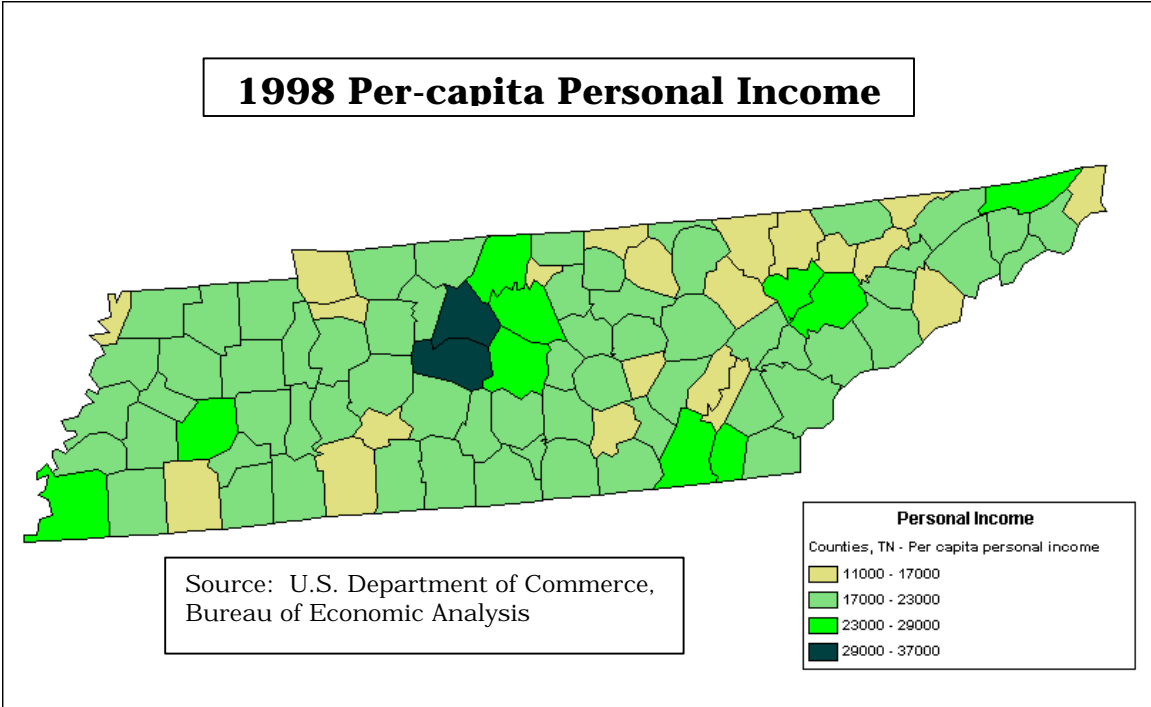 1998 Per-capita Personal Income
Source: U.S. Department of Commerce,
Bureau of Economic Analysis
Personal Income
Counties, TN - Per capita personal income
11000 - 17000
17000 - 23000
23000 - 29000
29000 - 37000